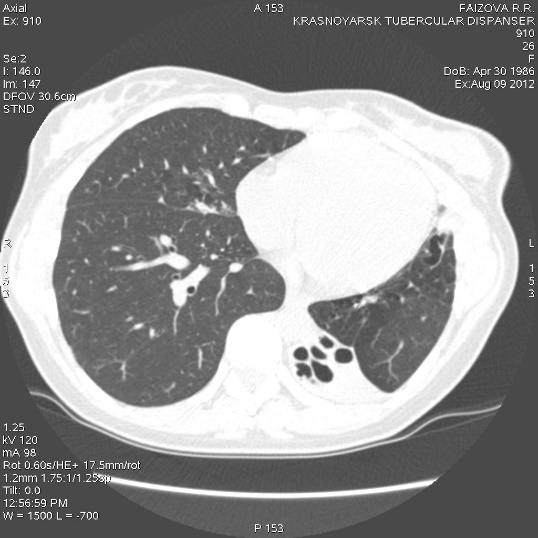 Axial
Ex: 910
Se:2
I: 146.0
Im: 147
DFOV 30.6cm
STND
A 153
FAIZOVA R.R.
KRASNOYARSK TUBERCULAR DISPANSER
910
26
F
DoB: Apr 30 1986
Ex:Aug 09 2012
R
1
5
3
L
1
5
3
1.25
kV 120
mA 98
Rot 0.60s/HE+ 17.5mm/rot
1.2mm 1.75:1/1.25sp
Tilt: 0.0
12:56:59 PM
W = 1500 L = -700
P 153